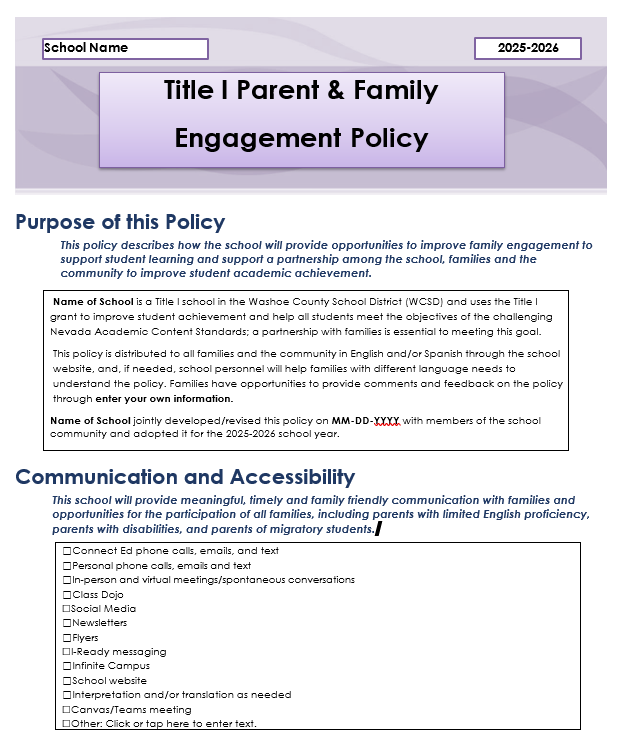 School Name
2025-2026
Title I Parent & Family
Engagement Policy
Purpose of this Policy
This policy describes how the school will provide opportunities to improve family engagement to
support student learning and support a partnership among the school, families and the
community to improve student academic achievement.
Name of School is a Title I school in the Washoe County School District (WCSD) and uses the Title I
grant to improve student achievement and help all students meet the objectives of the challenging
Nevada Academic Content Standards; a partnership with families is essential to meeting this goal.
This policy is distributed to all families and the community in English and/or Spanish through the school
website, and, if needed, school personnel will help families with different language needs to
understand the policy. Families have opportunities to provide comments and feedback on the policy
through enter your own information.
Name of School jointly developed/revised this policy on MM-DD-YYYY with members of the school
community and adopted it for the 2025-2026 school year.
Communication and Accessibility
This school will provide meaningful, timely and family friendly communication with families and
opportunities for the participation of all families, including parents with limited English proficiency,
parents with disabilities, and parents of migratory students.
☐Connect Ed phone calls, emails, and text
☐Personal phone calls, emails and text
☐In-person and virtual meetings/spontaneous conversations
☐Class Dojo
☐Social Media
☐Newsletters
☐Flyers
☐I-Ready messaging
☐Infinite Campus
☐School website
☐Interpretation and/or translation as needed
☐Canvas/Teams meeting
☐Other: Click or tap here to enter text.